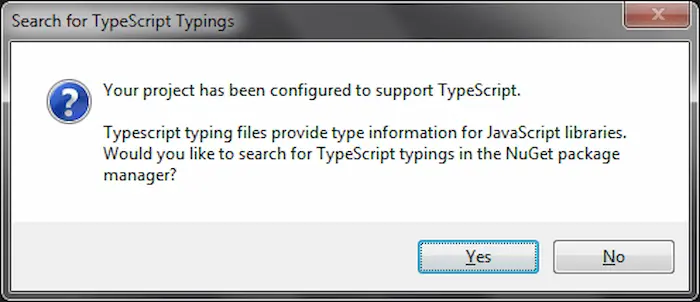 Search for TypeScript Typings
Your project has been configured to support TypeScript.
Typescript typing files provide type information for JavaScript libraries.
Would you like to search for TypeScript typings in the NuGet package
manager?
Yes
No